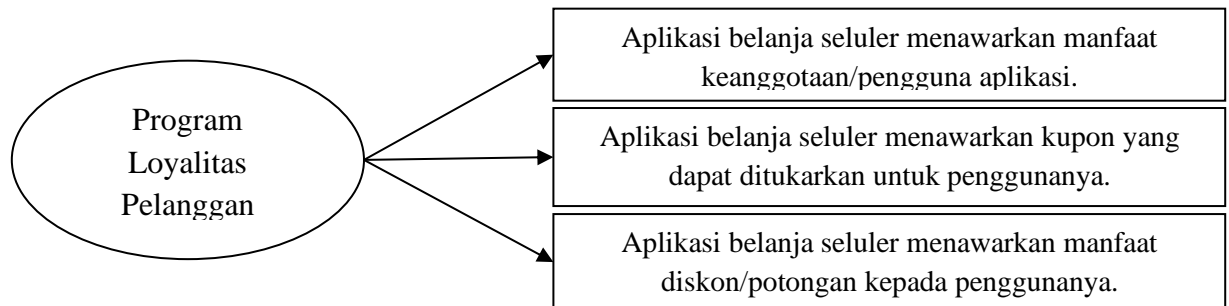 Program
Loyalitas
Pelanggan
Aplikasi belanja seluler menawarkan manfaat
keanggotaan/pengguna aplikasi.
Aplikasi belanja seluler menawarkan kupon yang
dapat ditukarkan untuk penggunanya.
Aplikasi belanja seluler menawarkan manfaat
diskon/potongan kepada penggunanya.